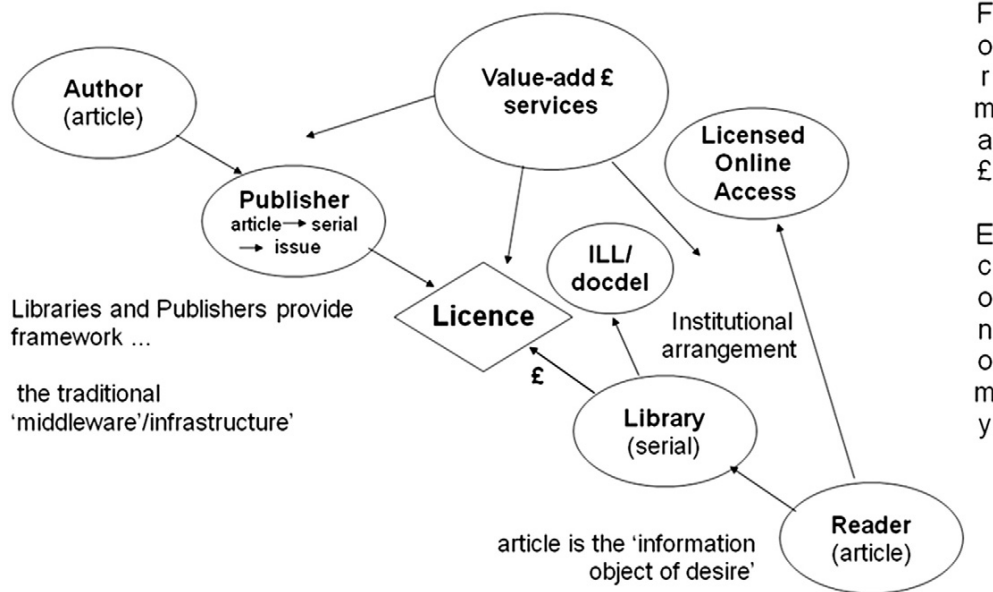 Author
(article)
Value-add £
services
Licensed
Online
Access
Publisher
article → serial
→ issue
ILL/
docdel
Licence
£
Institutional
arrangement
Libraries and Publishers provide
framework ...
the traditional
‘middleware’/infrastructure’
Library
(serial)
Reader
(article)
article is the ‘information
object of desire’
F
o
r
m
a
£
E
c
o
n
o
m
y